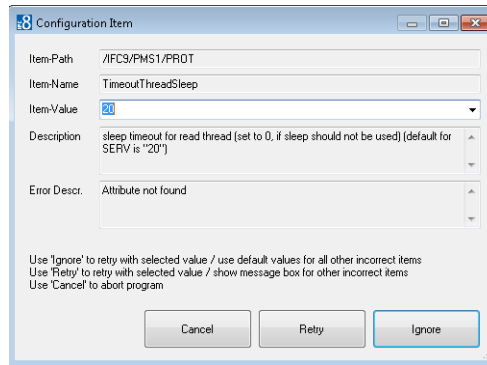 Configuration Item
Item-Path /IFC9/PMS1/PROT
Item-Name TimeoutThreadSleep
Item-Value 20
Description sleep timeout for read thread (set to 0, if sleep should not be used) (default for
SERV is "20")
Error Descr. Attribute not found
Use 'Ignore' to retry with selected value / use default values for all other incorrect items
Use 'Retry' to retry with selected value / show message box for other incorrect items
Use 'Cancel' to abort program
Cancel Retry Ignore